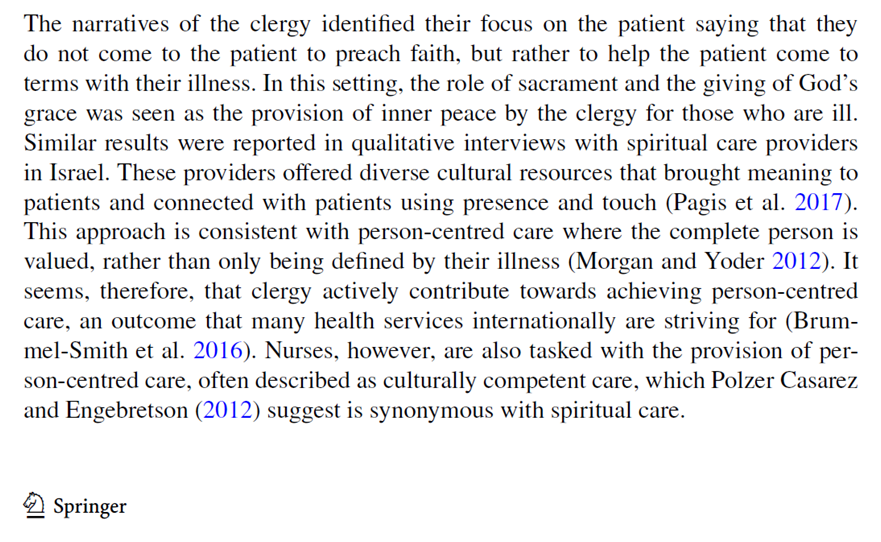 The narratives of the clergy identified their focus on the patient saying that they
do not come to the patient to preach faith, but rather to help the patient come to
terms with their illness. In this setting, the role of sacrament and the giving of God’s
grace was seen as the provision of inner peace by the clergy for those who are ill.
Similar results were reported in qualitative interviews with spiritual care providers
in Israel. These providers offered diverse cultural resources that brought meaning to
patients and connected with patients using presence and touch (Pagis et al. 2017).
This approach is consistent with person-centred care where the complete person is
valued, rather than only being defined by their illness (Morgan and Yoder 2012). It
seems, therefore, that clergy actively contribute towards achieving person-centred
care, an outcome that many health services internationally are striving for (Brum-
mel-Smith et al. 2016). Nurses, however, are also tasked with the provision of per-
son-centred care, often described as culturally competent care, which Polzer Casarez
and Engebretson (2012) suggest is synonymous with spiritual care.
Springer